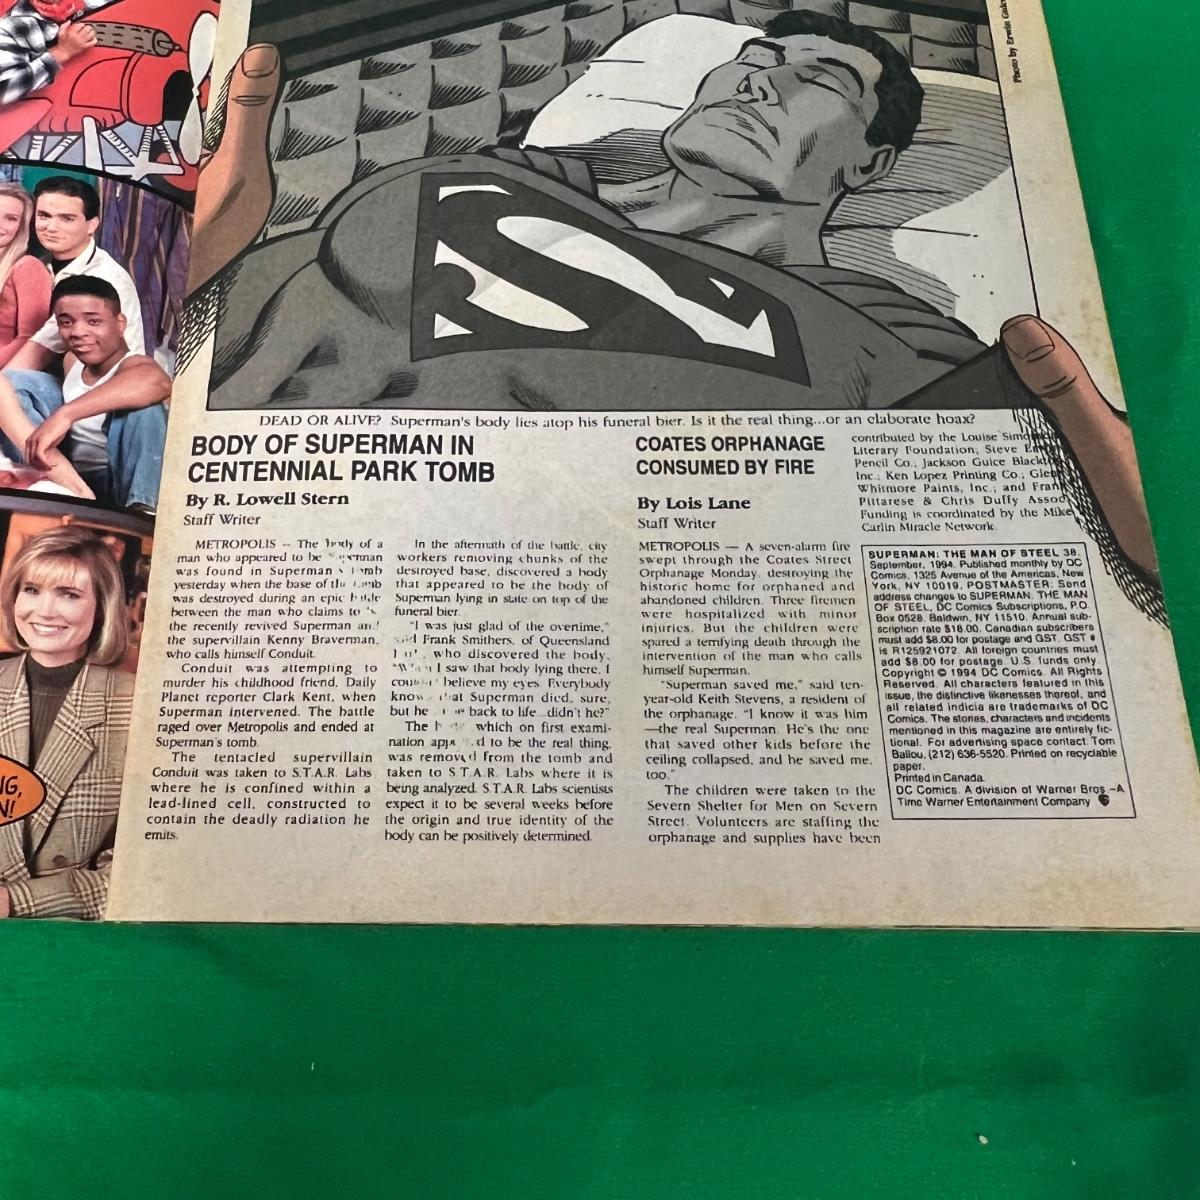 Photo by Erwin
DEAD OR ALIVE? Superman's body lies atop his funeral bier. Is it the real thing...or an elaborate hoax?
BODY OF SUPERMAN IN
CENTENNIAL PARK TOMB
By R. Lowell Stern
Staff Writer
METROPOLIS — The body of a
man who appeared to be
was found in Superman
yesterday when the base of
was destroyed during an epic
between the man who claims to
the recently revived Superman
the supervillain Kenny Braverman,
who calls himself Conduit.
Conduit was attempting to
murder his childhood friend, Daily
Planet reporter Clark Kent, when
Superman intervened. The battle
raged over Metropolis and ended at
Superman's tomb.
The tentacled supervillain
Conduit was taken to S.T.A.R. Labs
where he is confined within a
lead-lined cell, constructed to
contain the deadly radiation he
emits.
In the aftermath of the battle, city
workers removing chunks of the
destroyed base, discovered a body
that appeared to be the body of
Superman lying in state on top of the
funeral bier.
"I was just glad of the overtime,"
Frank Smithers, of Queensland
who discovered the body.
I saw that body lying there, I
believe my eyes. Everybody
that Superman died, sure,
but he back to life...didn't he?"
The which on first exami-
nation to be the real thing,
was removed from the tomb and
taken to S.T.A.R. Labs where it is
being analyzed. S.T.A.R. Labs scientists
expect it to be several weeks before
the origin and true identity of the
body can be positively determined.
COATES ORPHANAGE
CONSUMED BY FIRE
By Lois Lane
Staff Writer
METROPOLIS — A seven-alarm fire
swept through the Coates Street
Orphanage Monday, destroying the
historic home for orphaned and
abandoned children. Three firemen
were hospitalized with minor
injuries. But the children were
spared a terrifying death through the
intervention of the man who calls
himself Superman.
"Superman saved me," said ten-
year-old Keith Stevens, a resident of
the orphanage. "I know it was him
—the real Superman. He's the one
that saved other kids before the
ceiling collapsed, and he saved me,
too."
The children were taken to the
Severn Shelter for Men on Severn
Street. Volunteers are staffing the
orphanage and supplies have been
contributed by the Louise
Literary Foundation; Steve
Pencil Co.; Jackson Guice
Inc.; Ken Lopez Printing Co.;
Whitmore Paints, Inc.; and
Pittarese & Chris Duffy Assoc
Funding is coordinated by the Mike
Carlin Miracle Network.
SUPERMAN: THE MAN OF STEEL 38,
September, 1994. Published monthly by DC
Comics, 1325 Avenue of the Americas, New
York, NY 10019. POSTMASTER: Send
address changes to SUPERMAN: THE MAN
OF STEEL, DC Comics Subscriptions, P.O.
Box 0528, Baldwin, NY 11510. Annual sub-
scription rate $18.00. Canadian subscribers
must add $8.00 for postage and GST. GST #
is R125921072. All foreign countries must
add $8.00 for postage. U.S. funds only.
Copyright © 1994 DC Comics. All Rights
Reserved. All characters featured in this
issue, the distinctive likenesses thereof, and
all related indicia are trademarks of DC
Comics. The stories, characters and incidents
mentioned in this magazine are entirely fic-
tional. For advertising space contact: Tom
Ballou, (212) 636-5520. Printed on recyclable
paper.
Printed in Canada.
DC Comics. A division of Warner Bros.—A
Time Warner Entertainment Company